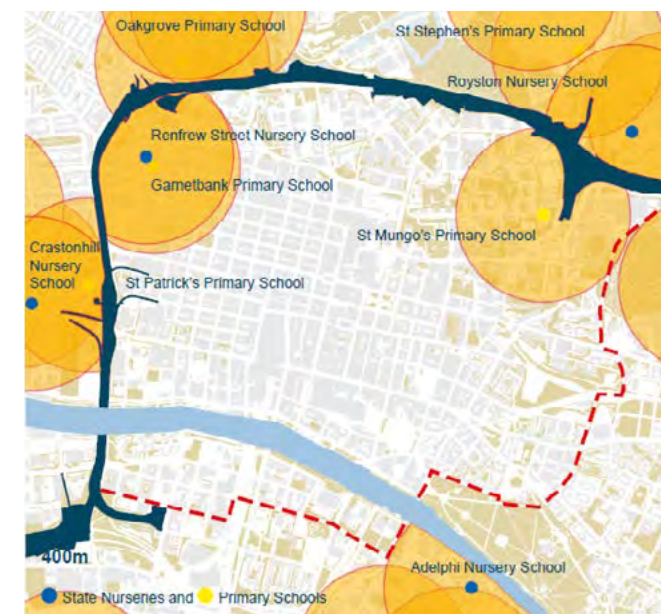 Oakgrove Primary School
St Stephen's Primary School
Royston Nursery School
Renfrew Street Nursery School
Garnetbank Primary School
St Mungo's Primary School
Crastonhill
Nursery
School
St Patrick's Primary School
400m
Adelphi Nursery School
State Nurseries and Primary Schools